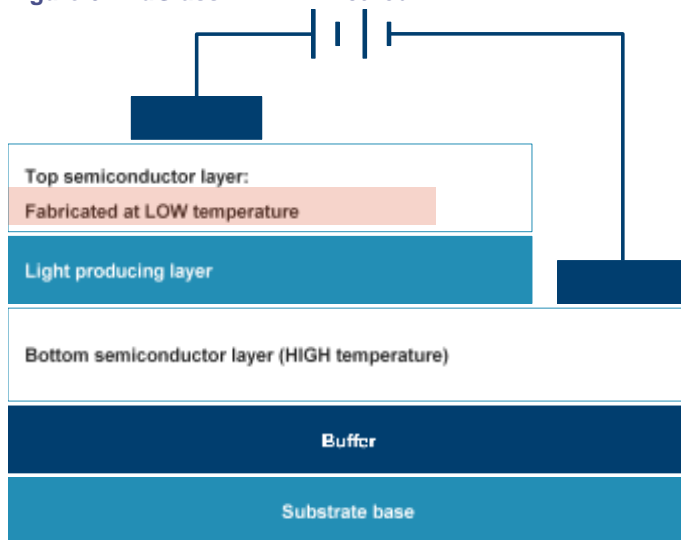 Top semiconductor layer:
Fabricated at LOW temperature
Light producing layer
Bottom semiconductor layer (HIGH temperature)
Buffer
Substrate base